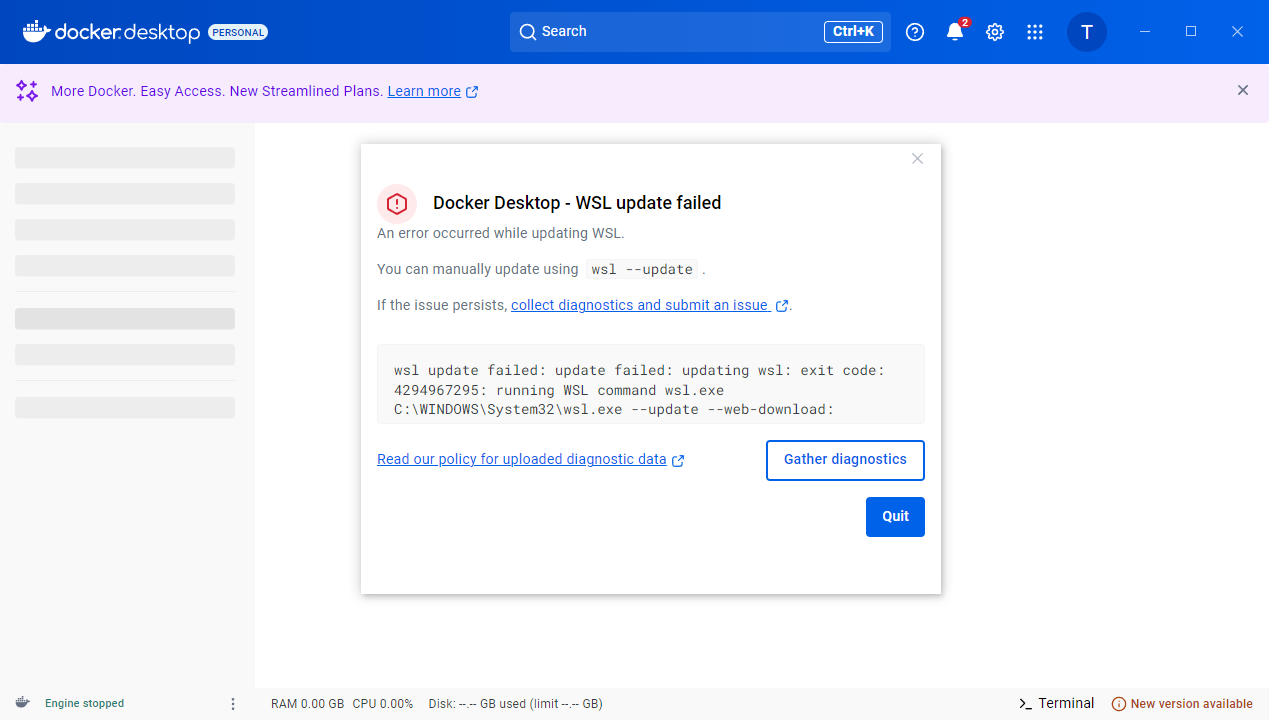 docker.desktop PERSONAL
Search Ctrl+K
2
T
More Docker. Easy Access. New Streamlined Plans. Learn more
Docker Desktop - WSL update failed
An error occurred while updating WSL.
You can manually update using wsl --update .
If the issue persists, collect diagnostics and submit an issue .
wsl update failed: update failed: updating wsl: exit code:
4294967295: running WSL command wsl.exe
C:\WINDOWS\System32\wsl.exe --update --web-download:
Read our policy for uploaded diagnostic data
Gather diagnostics
Quit
Engine stopped
RAM 0.00 GB CPU 0.00% Disk: --.-- GB used (limit --.-- GB)
Terminal
New version available